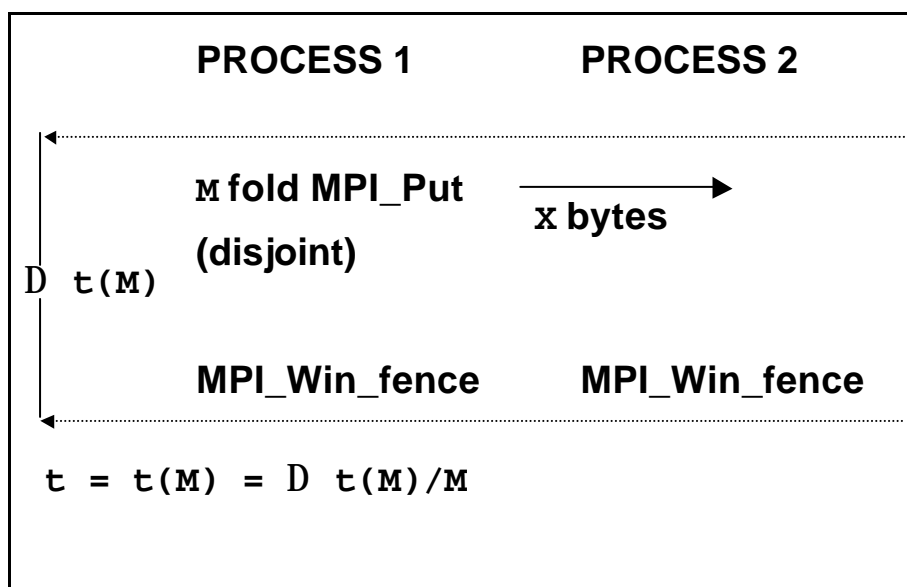 PROCESS 1 PROCESS 2
M fold MPI_Put
X bytes
(disjoint)
D t(M)
MPI_Win_fence MPI_Win_fence
t = t(M) = D t(M)/M